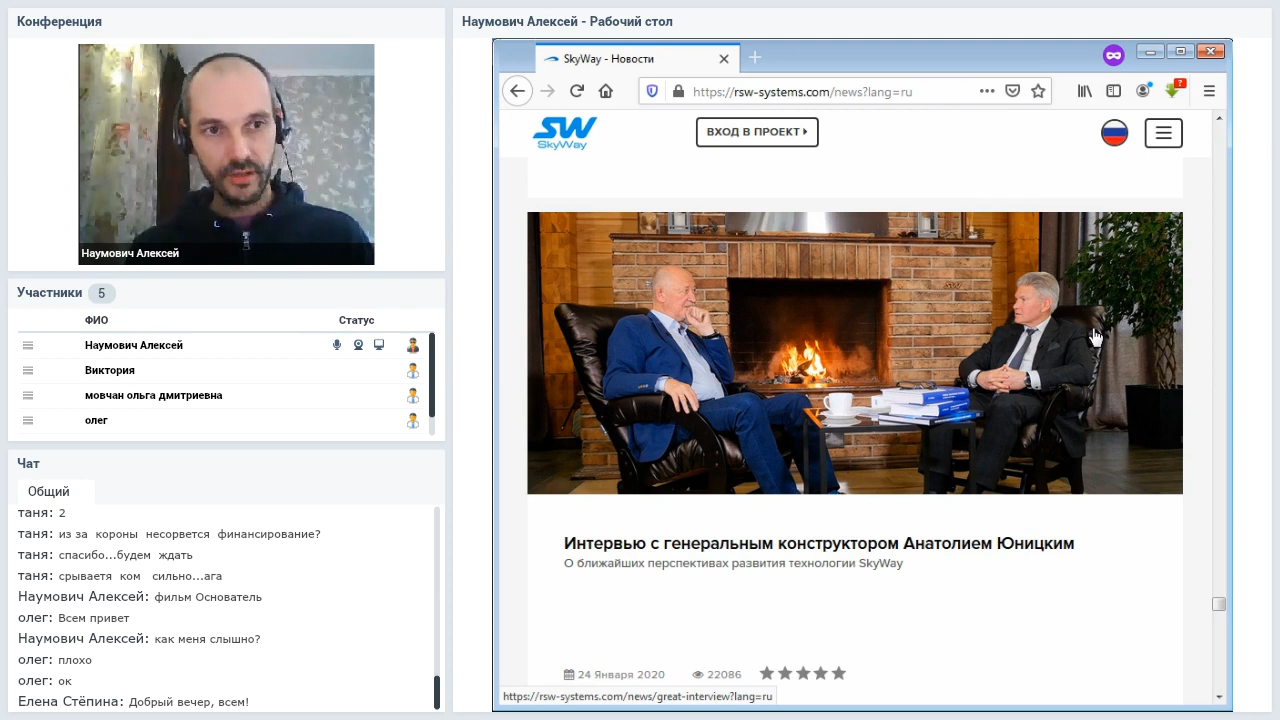 Конференция
Наумович Алексей
Участники 5
ФИО Статус
Наумович Алексей
Виктория
мовчан ольга дмитриевна
олег
Чат
Общий
таня: 2
таня: из за короны несорвется финансирование?
таня: спасибо...будем ждать
таня: срываетя ком сильно...ага
Наумович Алексей: фильм Основатель
олег: Всем привет
Наумович Алексей: как меня слышно?
олег: плохо
олег: ок
Елена Стёпина: Добрый вечер, всем!
Наумович Алексей - Рабочий стол
SkyWay - Новости
https://rsw-systems.com/news?lang=ru
?
SW
SkyWay
ВХОД В ПРОЕКТ
Интервью с генеральным конструктором Анатолием Юницким
О ближайших перспективах развития технологии SkyWay
24 Января 2020 22086
https://rsw-systems.com/news/great-interview?lang=ru